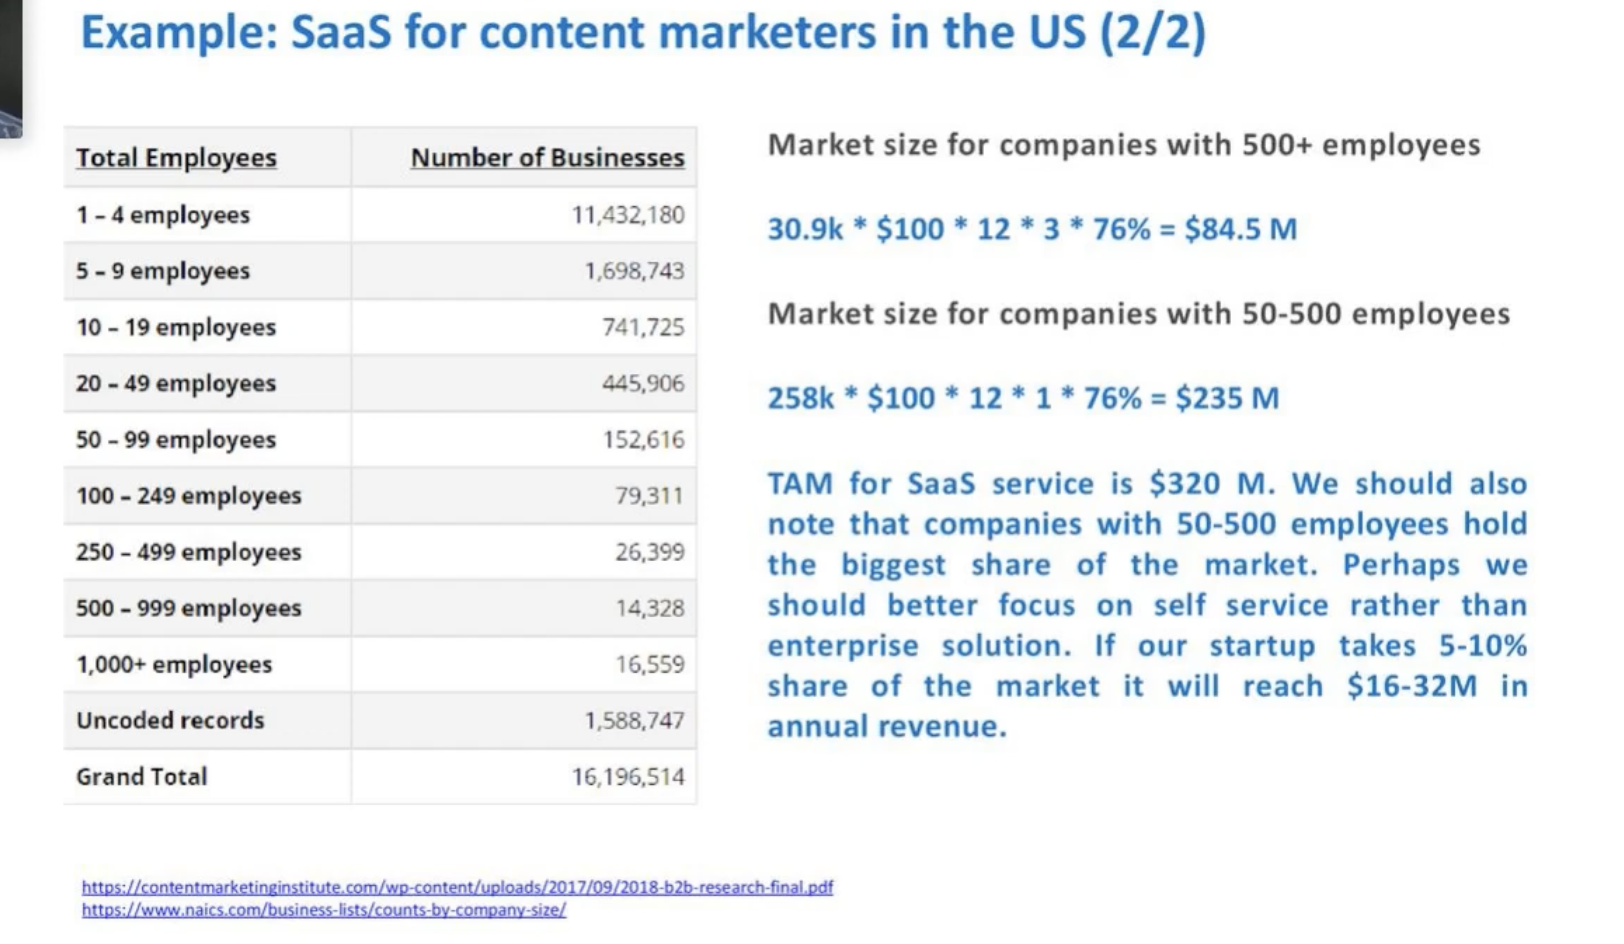 Example: SaaS for content marketers in the US (2/2)
Total Employees Number of Businesses
1 – 4 employees 11,432,180
5 – 9 employees 1,698,743
10 – 19 employees 741,725
20 – 49 employees 445,906
50 – 99 employees 152,616
100 – 249 employees 79,311
250 – 499 employees 26,399
500 – 999 employees 14,328
1,000+ employees 16,559
Uncoded records 1,588,747
Grand Total 16,196,514
Market size for companies with 500+ employees
30.9k * $100 * 12 * 3 * 76% = $84.5 M
Market size for companies with 50-500 employees
258k * $100 * 12 * 1 * 76% = $235 M
TAM for SaaS service is $320 M. We should also
note that companies with 50-500 employees hold
the biggest share of the market. Perhaps we
should better focus on self service rather than
enterprise solution. If our startup takes 5-10%
share of the market it will reach $16-32M in
annual revenue.
https://contentmarketinginstitute.com/wp-content/uploads/2017/09/2018-b2b-research-final.pdf
https://www.naics.com/business-lists/counts-by-company-size/